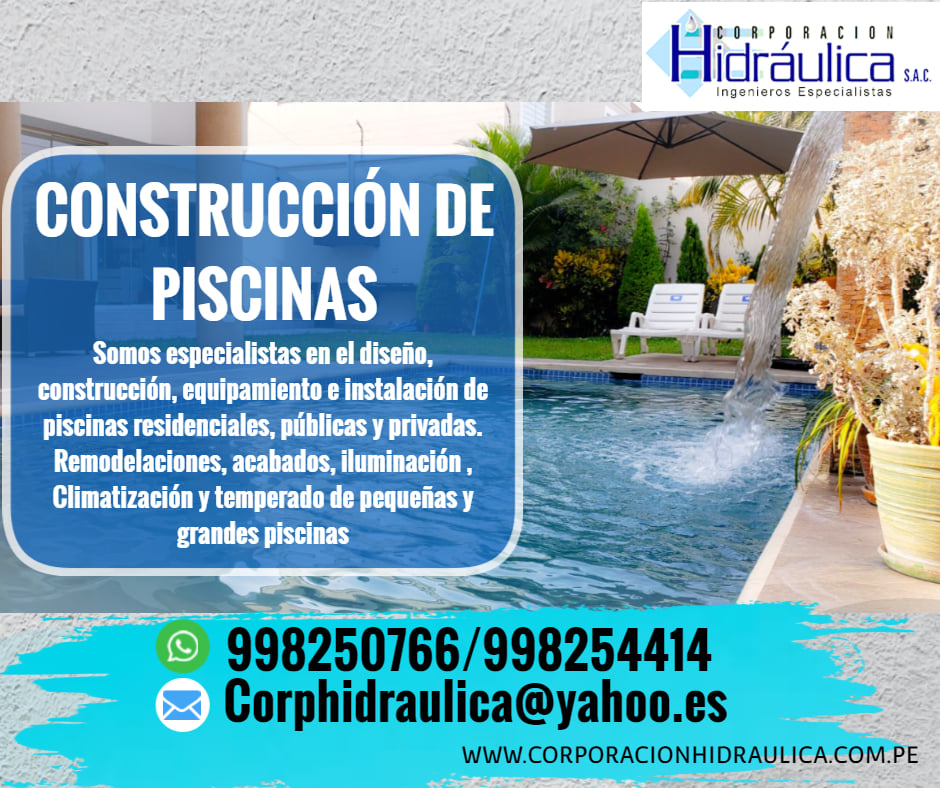 CORPORACION
Hidráulica S.A.C.
Ingenieros Especialistas
CONSTRUCCIÓN DE
PISCINAS
Somos especialistas en el diseño,
construcción, equipamiento e instalación de
piscinas residenciales, públicas y privadas.
Remodelaciones, acabados, iluminación ,
Climatización y temperado de pequeñas y
grandes piscinas
998250766/998254414
Corphidraulica@yahoo.es
WWW.CORPORACIONHIDRAULICA.COM.PE